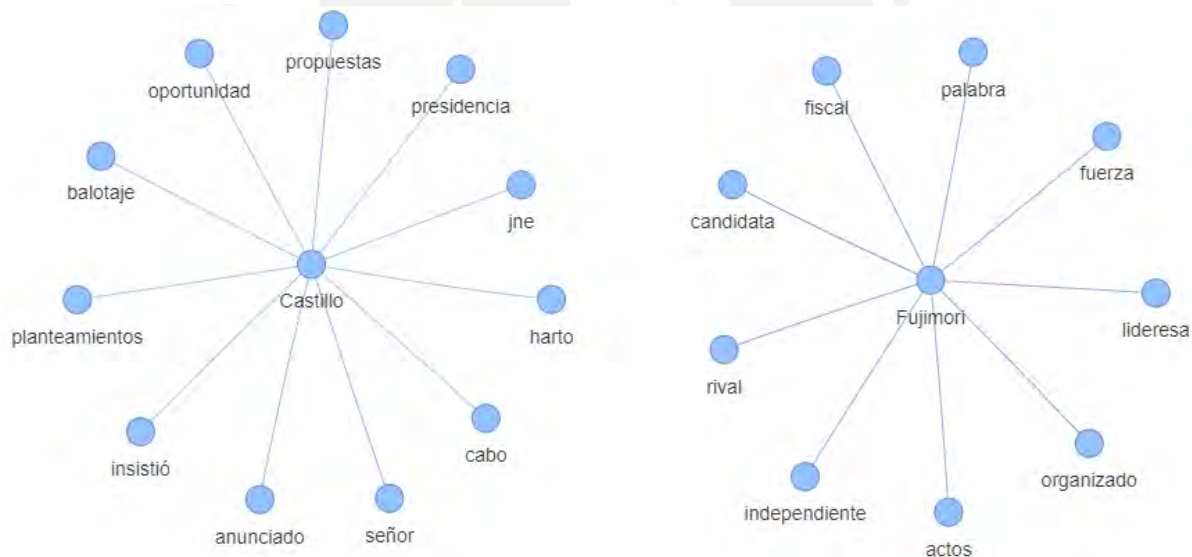 propuestas
oportunidad
presidencia
balotaje
jne
Castillo
planteamientos
harto
insistió
cabo
anunciado
señor
palabra
fiscal
fuerza
candidata
Fujimori
lideresa
rival
organizado
independiente
actos